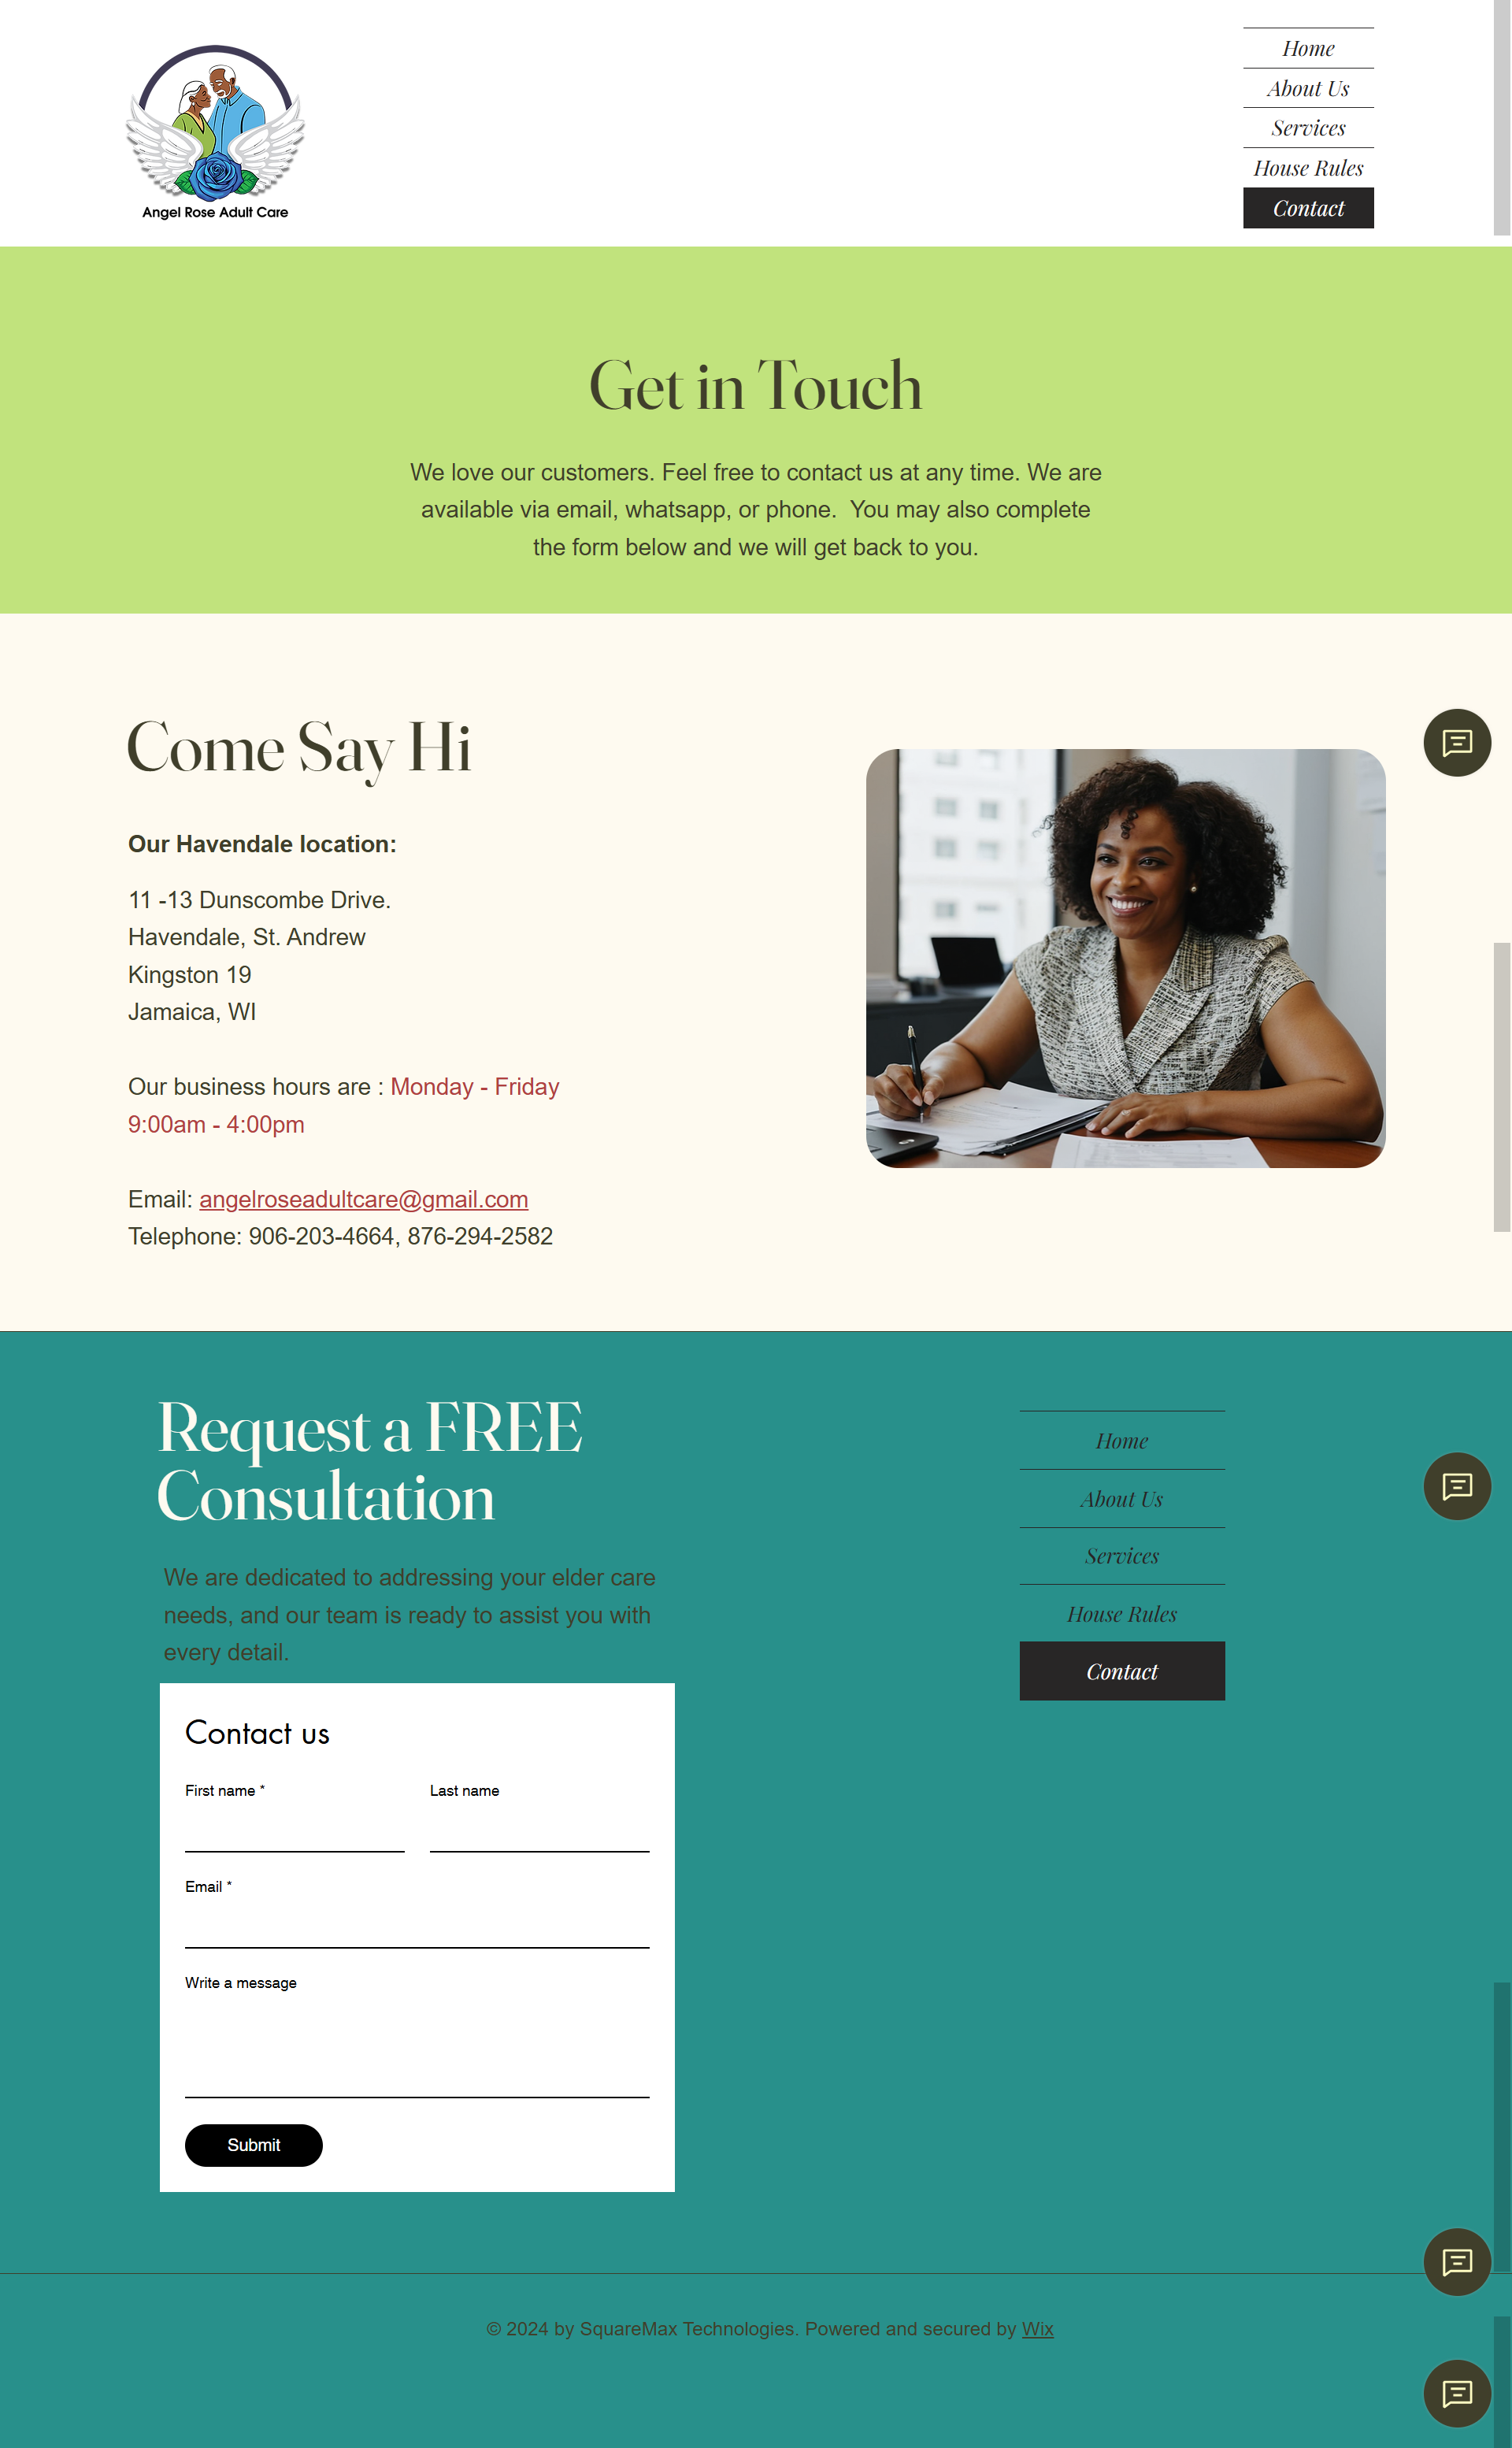 Angel Rose Adult Care
Home
About Us
Services
House Rules
Contact
Get in Touch
We love our customers. Feel free to contact us at any time. We are
available via email, whatsapp, or phone.  You may also complete
the form below and we will get back to you.
Come Say Hi
Our Havendale location:
11 -13 Dunscombe Drive.
Havendale, St. Andrew
Kingston 19
Jamaica, WI
Our business hours are : Monday - Friday
9:00am - 4:00pm
Email: angelroseadultcare@gmail.com
Telephone: 906-203-4664, 876-294-2582
Request a FREE
Consultation
We are dedicated to addressing your elder care
needs, and our team is ready to assist you with
every detail.
Contact us
First name *
Last name
Email *
Write a message
Submit
Home
About Us
Services
House Rules
Contact
© 2024 by SquareMax Technologies. Powered and secured by Wix